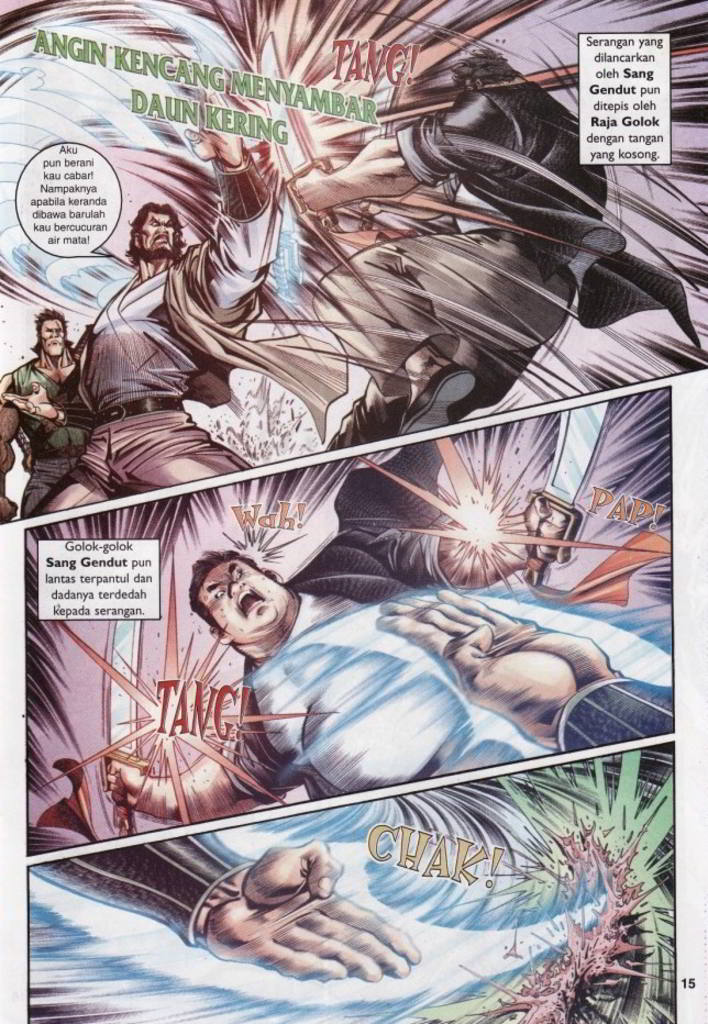 ANGIN KENCANG MENYAMBAR
DAUN KERING
TANG!
Serangan yang
dilancarkan
oleh Sang
Gendut pun
ditepis oleh
Raja Golok
dengan tangan
yang kosong.
Aku
pun berani
kau cabar!
Nampaknya
apabila keranda
dibawa barulah
kau bercucuran
air mata!
Golok-golok
Sang Gendut pun
lantas terpantul dan
dadanya terdedah
kepada serangan.
Wah!
PAP!
TANG!
CHAK!
15